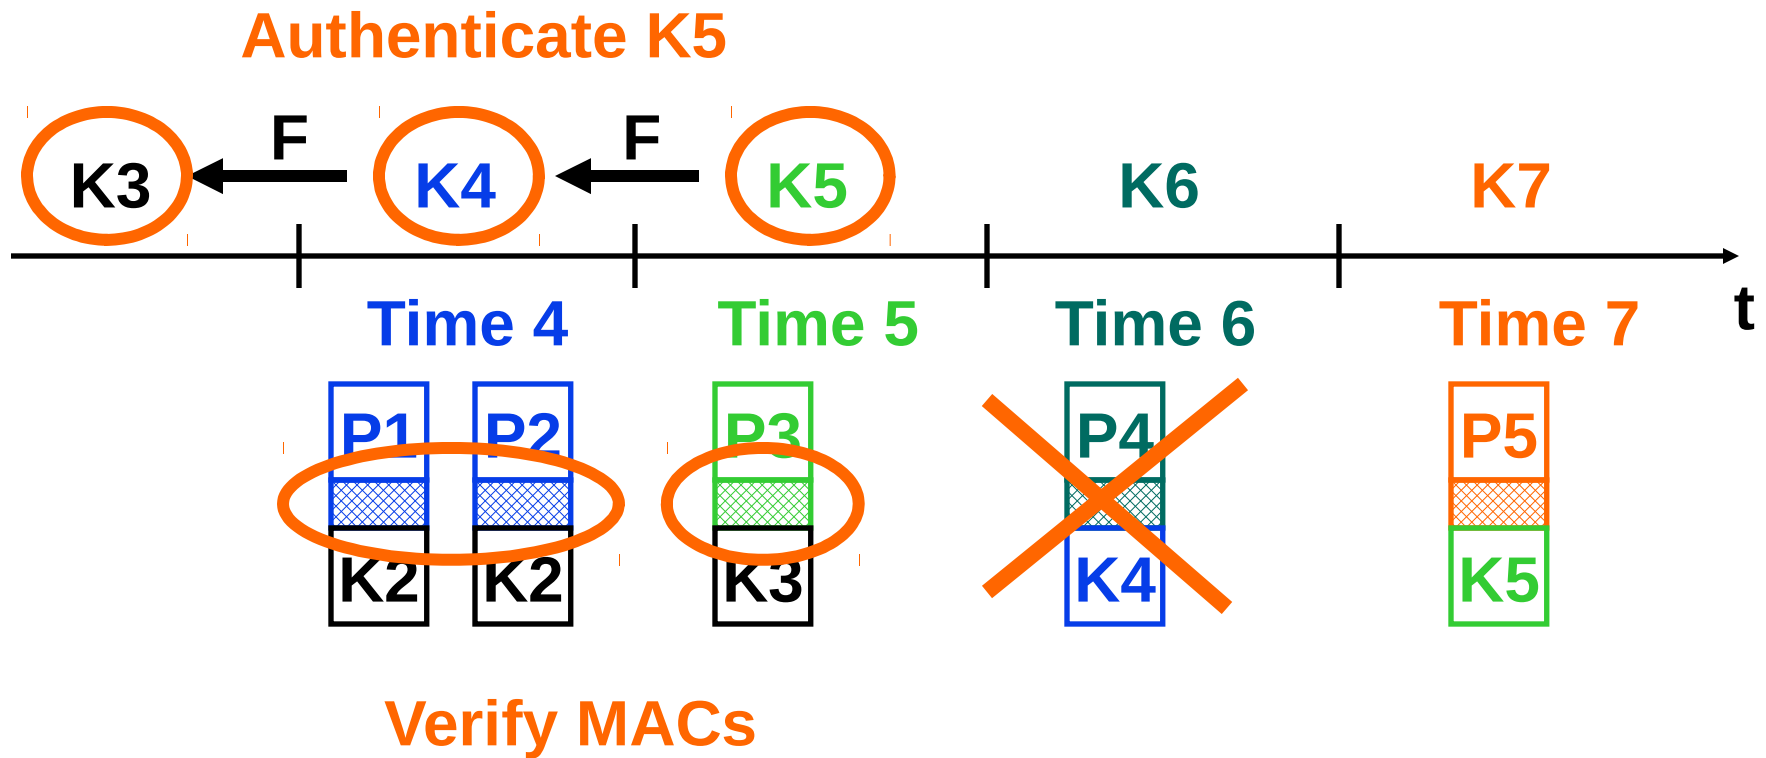 Authenticate K5
F F
K3 K4 K5 K6 K7
t
Time 4 Time 5 Time 6 Time 7
P1 P2 P3 P4 P5
K2 K2 K3 K4 K5
Verify MACs